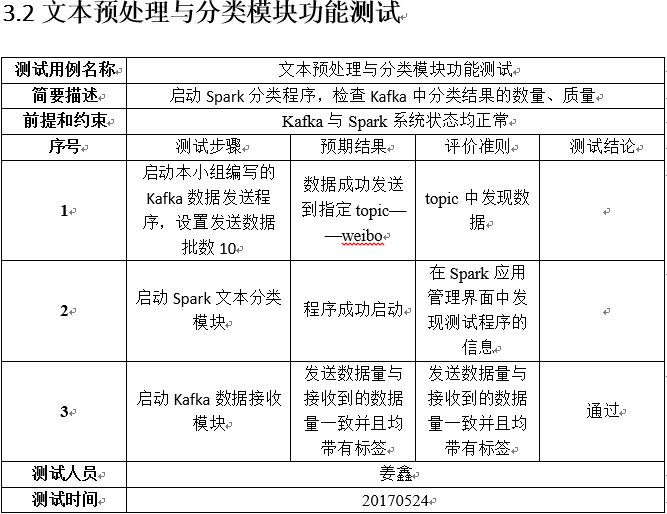 3.2 文本预处理与分类模块功能测试
测试用例名称 文本预处理与分类模块功能测试
简要描述 启动 Spark 分类程序，检查 Kafka 中分类结果的数量、质量
前提和约束 Kafka 与 Spark 系统状态均正常
序号 测试步骤 预期结果 评价准则 测试结论
1
启动本小组编写的
Kafka 数据发送程
序，设置发送数据
批数 10
数据成功发送
到指定 topic—
—weibo
topic 中发现数
据
2
启动 Spark 文本分类
模块
程序成功启动
在 Spark 应用
管理界面中发
现测试程序的
信息
3
启动 Kafka 数据接收
模块
发送数据量与
接收到的数据
量一致并且均
带有标签
发送数据量与
接收到的数据
量一致并且均
带有标签
通过
测试人员 姜鑫
测试时间 20170524